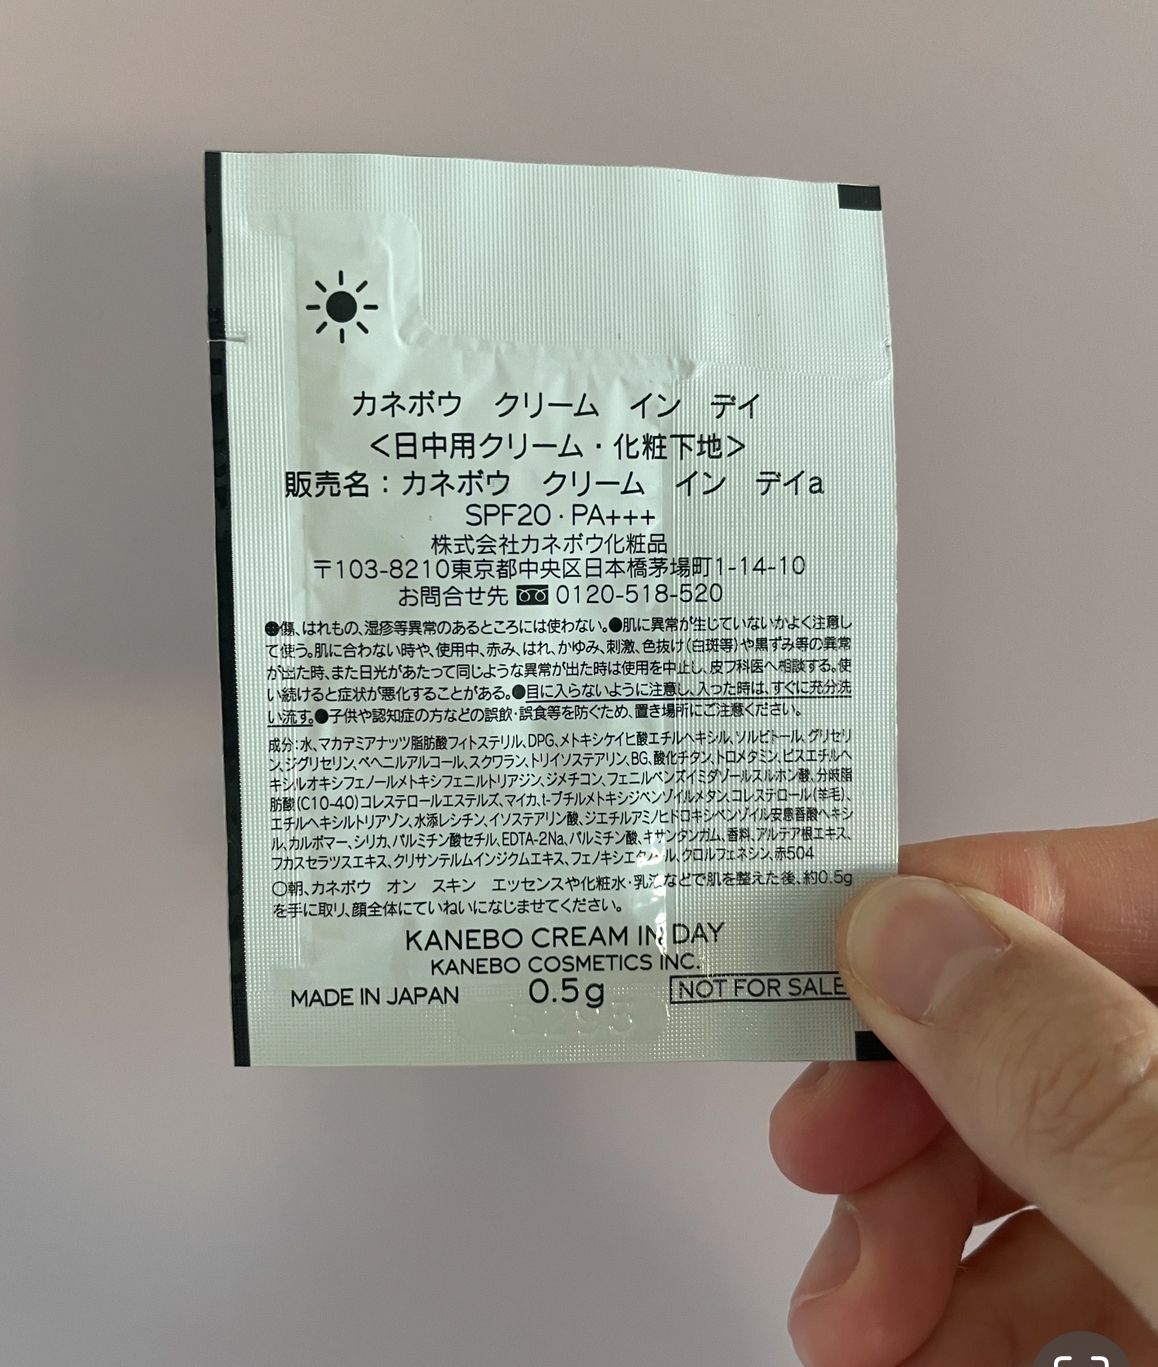 カネボウ クリーム イン デイ
＜日中用クリーム・化粧下地＞
販売名：カネボウ クリーム イン デイa
SPF20・PA+++
株式会社カネボウ化粧品
〒103-8210東京都中央区日本橋茅場町1-14-10
お問合せ先 0120-518-520
●傷、はれもの、湿疹等異常のあるところには使わない。●肌に異常が生じていないかよく注意し
て使う。肌に合わない時や、使用中、赤み、はれ、かゆみ、刺激、色抜け(白斑等)や黒ずみ等の異常
が出た時、また日光があたって同じような異常が出た時は使用を中止し、皮フ科医へ相談する。使
い続けると症状が悪化することがある。●目に入らないように注意し、入った時は、すぐに充分洗
い流す。●子供や認知症の方などの誤飲・誤食等を防ぐため、置き場所にご注意ください。
成分:水、マカデミアナッツ脂肪酸フィトステリル、DPG、メトキシケイヒ酸エチルヘキシル、ソルビトール、グリセリ
ン、ジグリセリン、ベヘニルアルコール、スクワラン、トリイソステアリン、BG、酸化チタン、トロメタミン、ビスエチルヘ
キシルオキシフェノールメトキシフェニルトリアジン、ジメチコン、フェニルベンズイミダゾールスルホン酸、分岐脂
肪酸(C10-40)コレステロールエステルズ、マイカ、t-ブチルメトキシジベンゾイルメタン、コレステロール(羊毛)、
エチルヘキシルトリアゾン、水添レシチン、イソステアリン酸、ジエチルアミノヒドロキシベンゾイル安息香酸ヘキシ
ル、カルボマー、シリカ、パルミチン酸セチル、EDTA-2Na、パルミチン酸、キサンタンガム、香料、アルテア根エキス、
フカスセラツスエキス、クリサンテルムインジクムエキス、フェノキシエタノール、クロルフェネシン、赤504
〇朝、カネボウ オン スキン エッセンスや化粧水・乳液などで肌を整えた後、約0.5g
を手に取り、顔全体にていねいになじませてください。
KANEBO CREAM IN DAY
KANEBO COSMETICS INC.
MADE IN JAPAN 0.5g NOT FOR SALE